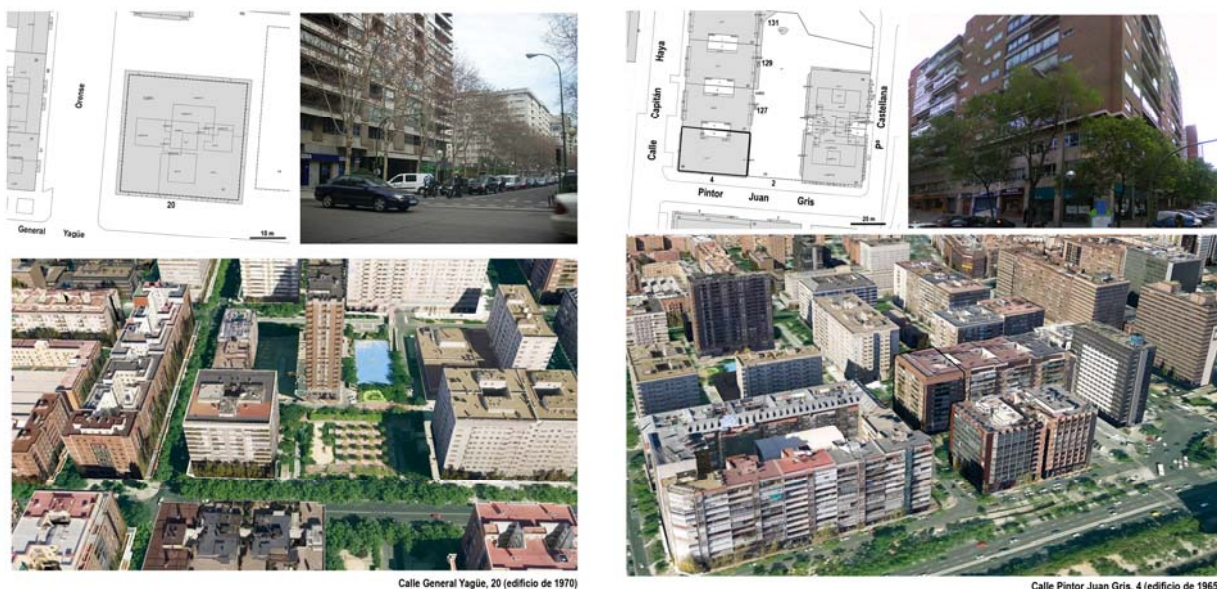 Orense
20
General Yagüe
10 m
Calle General Yagüe, 20 (edificio de 1970)
131
129
127
Calle Capitán Haya
Pº Castellana
4
2
Pintor Juan Gris
20 m
Calle Pintor Juan Gris, 4 (edificio de 1965